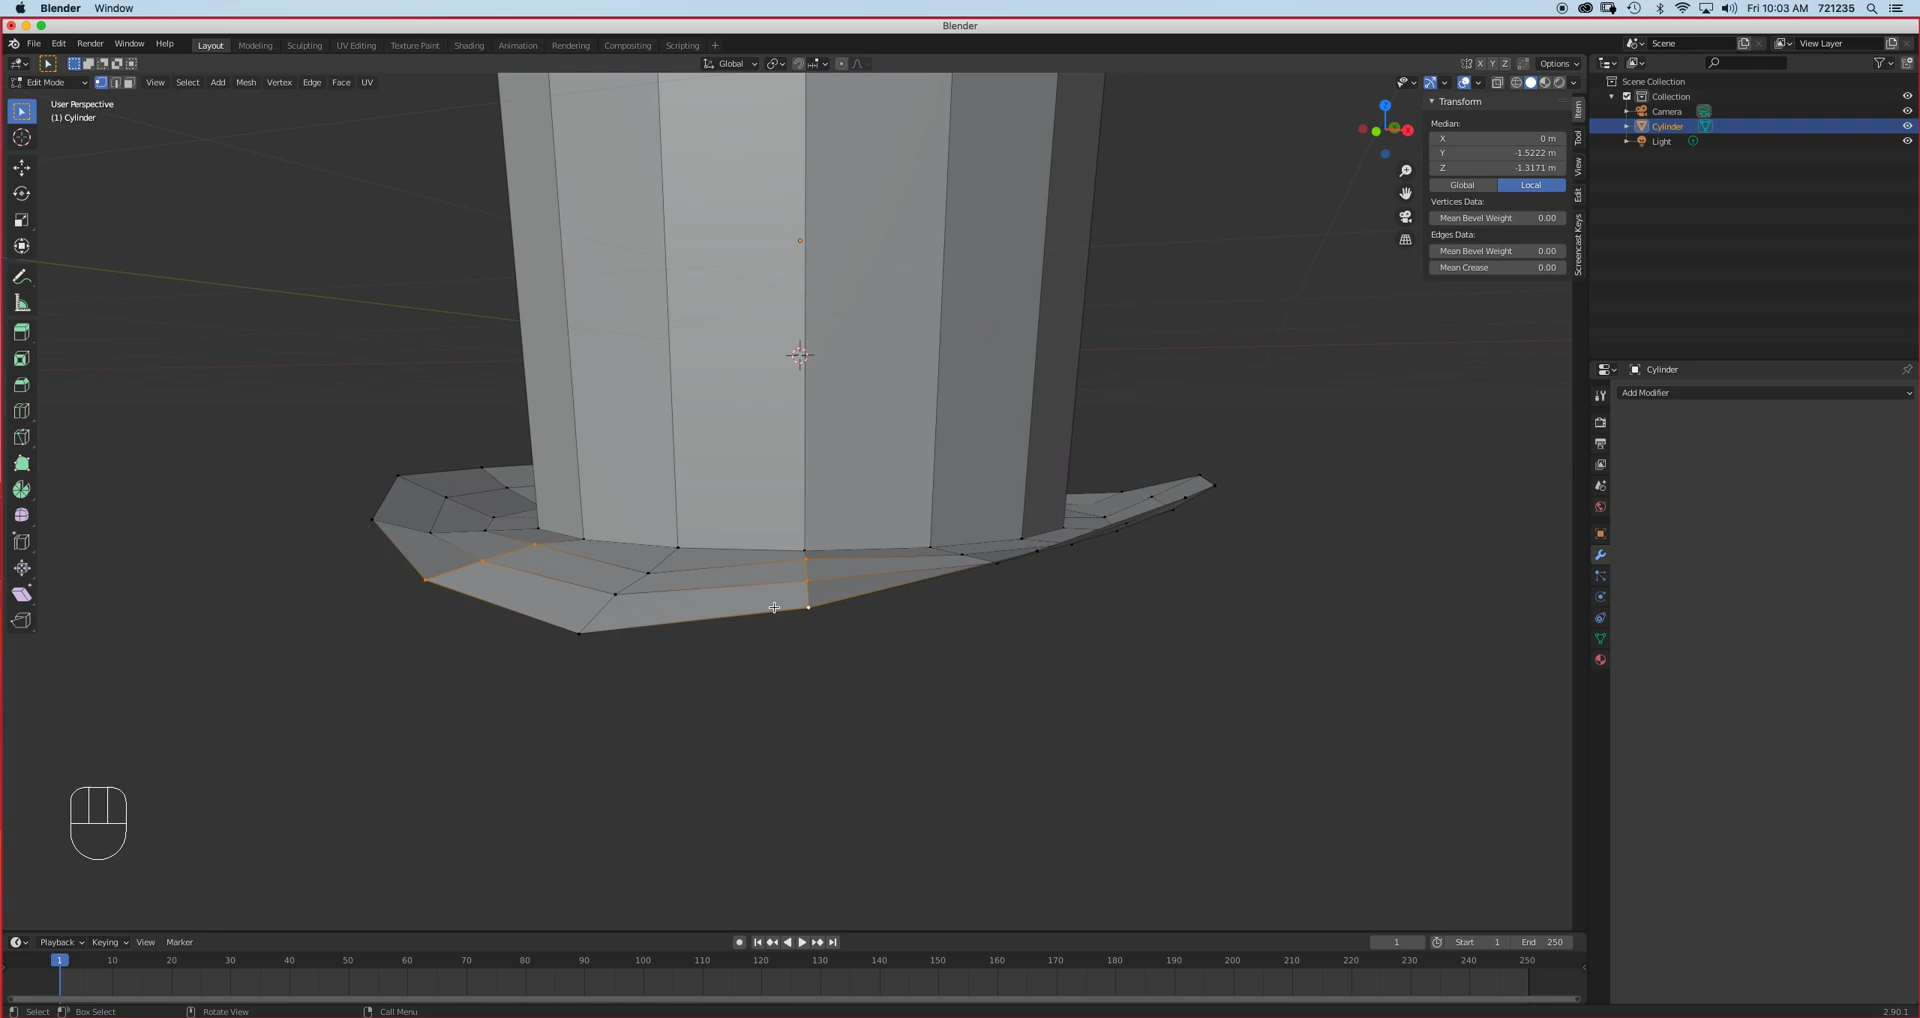 Blender Window Fri 10:03 AM 721235
Blender
File Edit Render Window Help Layout Modeling Sculpting UV Editing Texture Paint Shading Animation Rendering Compositing Scripting + Scene View Layer
Global X Y Z Options
Edit Mode View Select Add Mesh Vertex Edge Face UV
User Perspective
(1) Cylinder
Z
X
Y
Transform
Median:
X 0 m
Y -1.5222 m
Z -1.3171 m
Global Local
Vertices Data:
Mean Bevel Weight 0.00
Edges Data:
Mean Bevel Weight 0.00
Mean Crease 0.00
Item
Tool
View
Edit
Screencast Keys
Scene Collection
Collection
Camera
Cylinder
Light
Cylinder
Add Modifier
Playback Keying View Marker 1 Start 1 End 250
1 10 20 30 40 50 60 70 80 90 100 110 120 130 140 150 160 170 180 190 200 210 220 230 240 250
Select Box Select Rotate View Call Menu 2.90.1